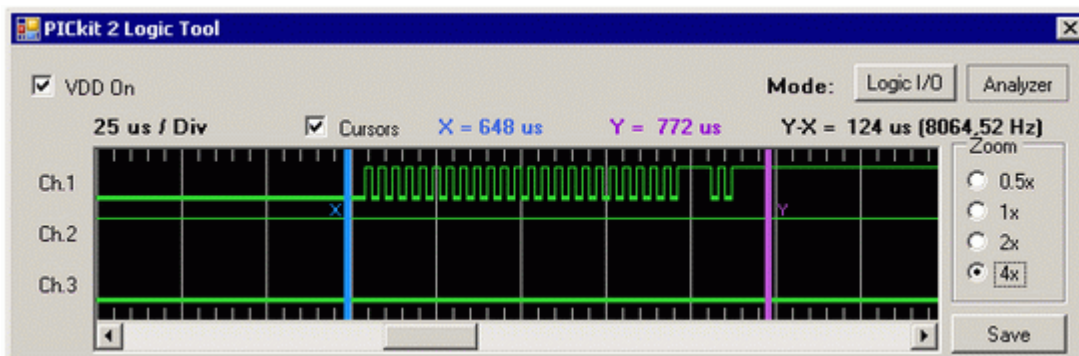 PICkit 2 Logic Tool
VDD On
Mode: Logic I/O Analyzer
25 us / Div Cursors X = 648 us Y = 772 us Y-X = 124 us (8064,52 Hz)
Zoom
Ch.1
0.5x
X Y
1x
Ch.2
2x
Ch.3
4x
Save